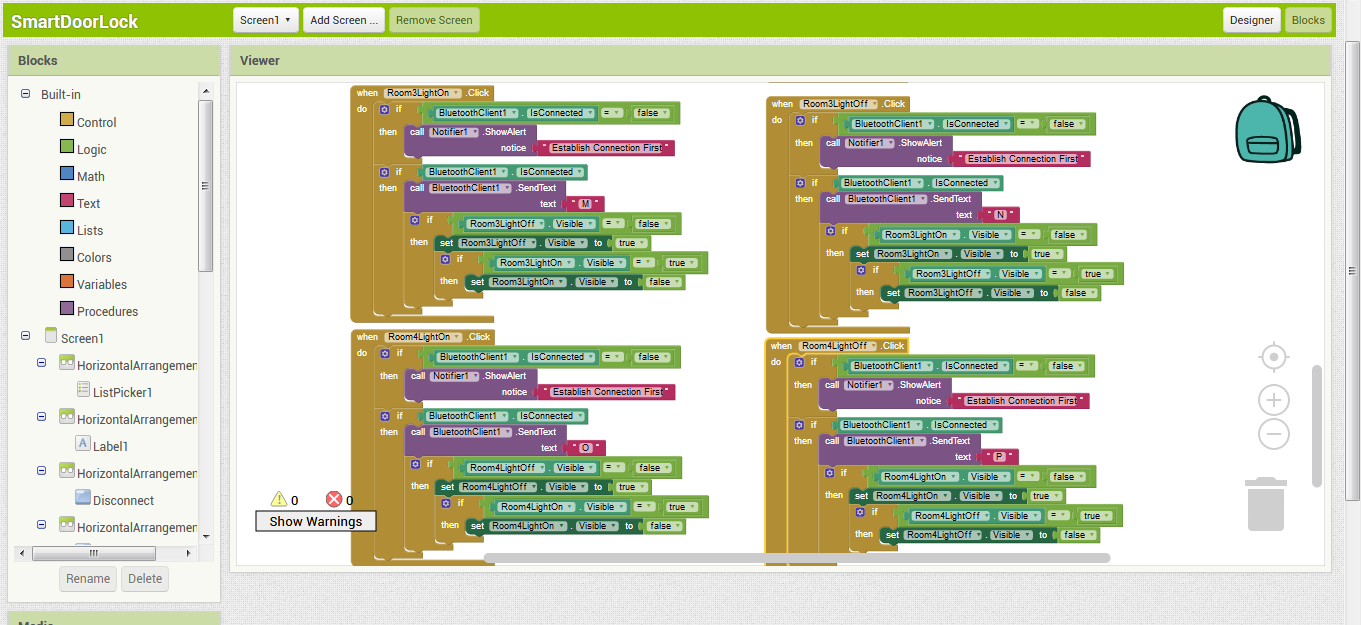 SmartDoorLock
Screen1
Add Screen ...
Remove Screen
Designer
Blocks
Blocks
Built-in
Control
Logic
Math
Text
Lists
Colors
Variables
Procedures
Screen1
HorizontalArrangemen
ListPicker1
HorizontalArrangemen
A Label1
HorizontalArrangemen
Disconnect
HorizontalArrangemen
Rename
Delete
Viewer
when Room3LightOn .Click
do if BluetoothClient1 . IsConnected = false
then call Notifier1 .ShowAlert
notice " Establish Connection First "
if BluetoothClient1 . IsConnected
then call BluetoothClient1 .SendText
text " M "
if Room3LightOff . Visible = false
then set Room3LightOff . Visible to true
if Room3LightOn . Visible = true
then set Room3LightOn . Visible to false
when Room3LightOff .Click
do if BluetoothClient1 . IsConnected = false
then call Notifier1 .ShowAlert
notice " Establish Connection First "
if BluetoothClient1 . IsConnected
then call BluetoothClient1 .SendText
text " N "
if Room3LightOn . Visible = false
then set Room3LightOn . Visible to true
if Room3LightOff . Visible = true
then set Room3LightOff . Visible to false
when Room4LightOn .Click
do if BluetoothClient1 . IsConnected = false
then call Notifier1 .ShowAlert
notice " Establish Connection First "
if BluetoothClient1 . IsConnected
then call BluetoothClient1 .SendText
text " O "
if Room4LightOff . Visible = false
then set Room4LightOff . Visible to true
if Room4LightOn . Visible = true
then set Room4LightOn . Visible to false
when Room4LightOff .Click
do if BluetoothClient1 . IsConnected = false
then call Notifier1 .ShowAlert
notice " Establish Connection First "
if BluetoothClient1 . IsConnected
then call BluetoothClient1 .SendText
text " P "
if Room4LightOn . Visible = false
then set Room4LightOn . Visible to true
if Room4LightOff . Visible = true
then set Room4LightOff . Visible to false
0 0
Show Warnings
Media